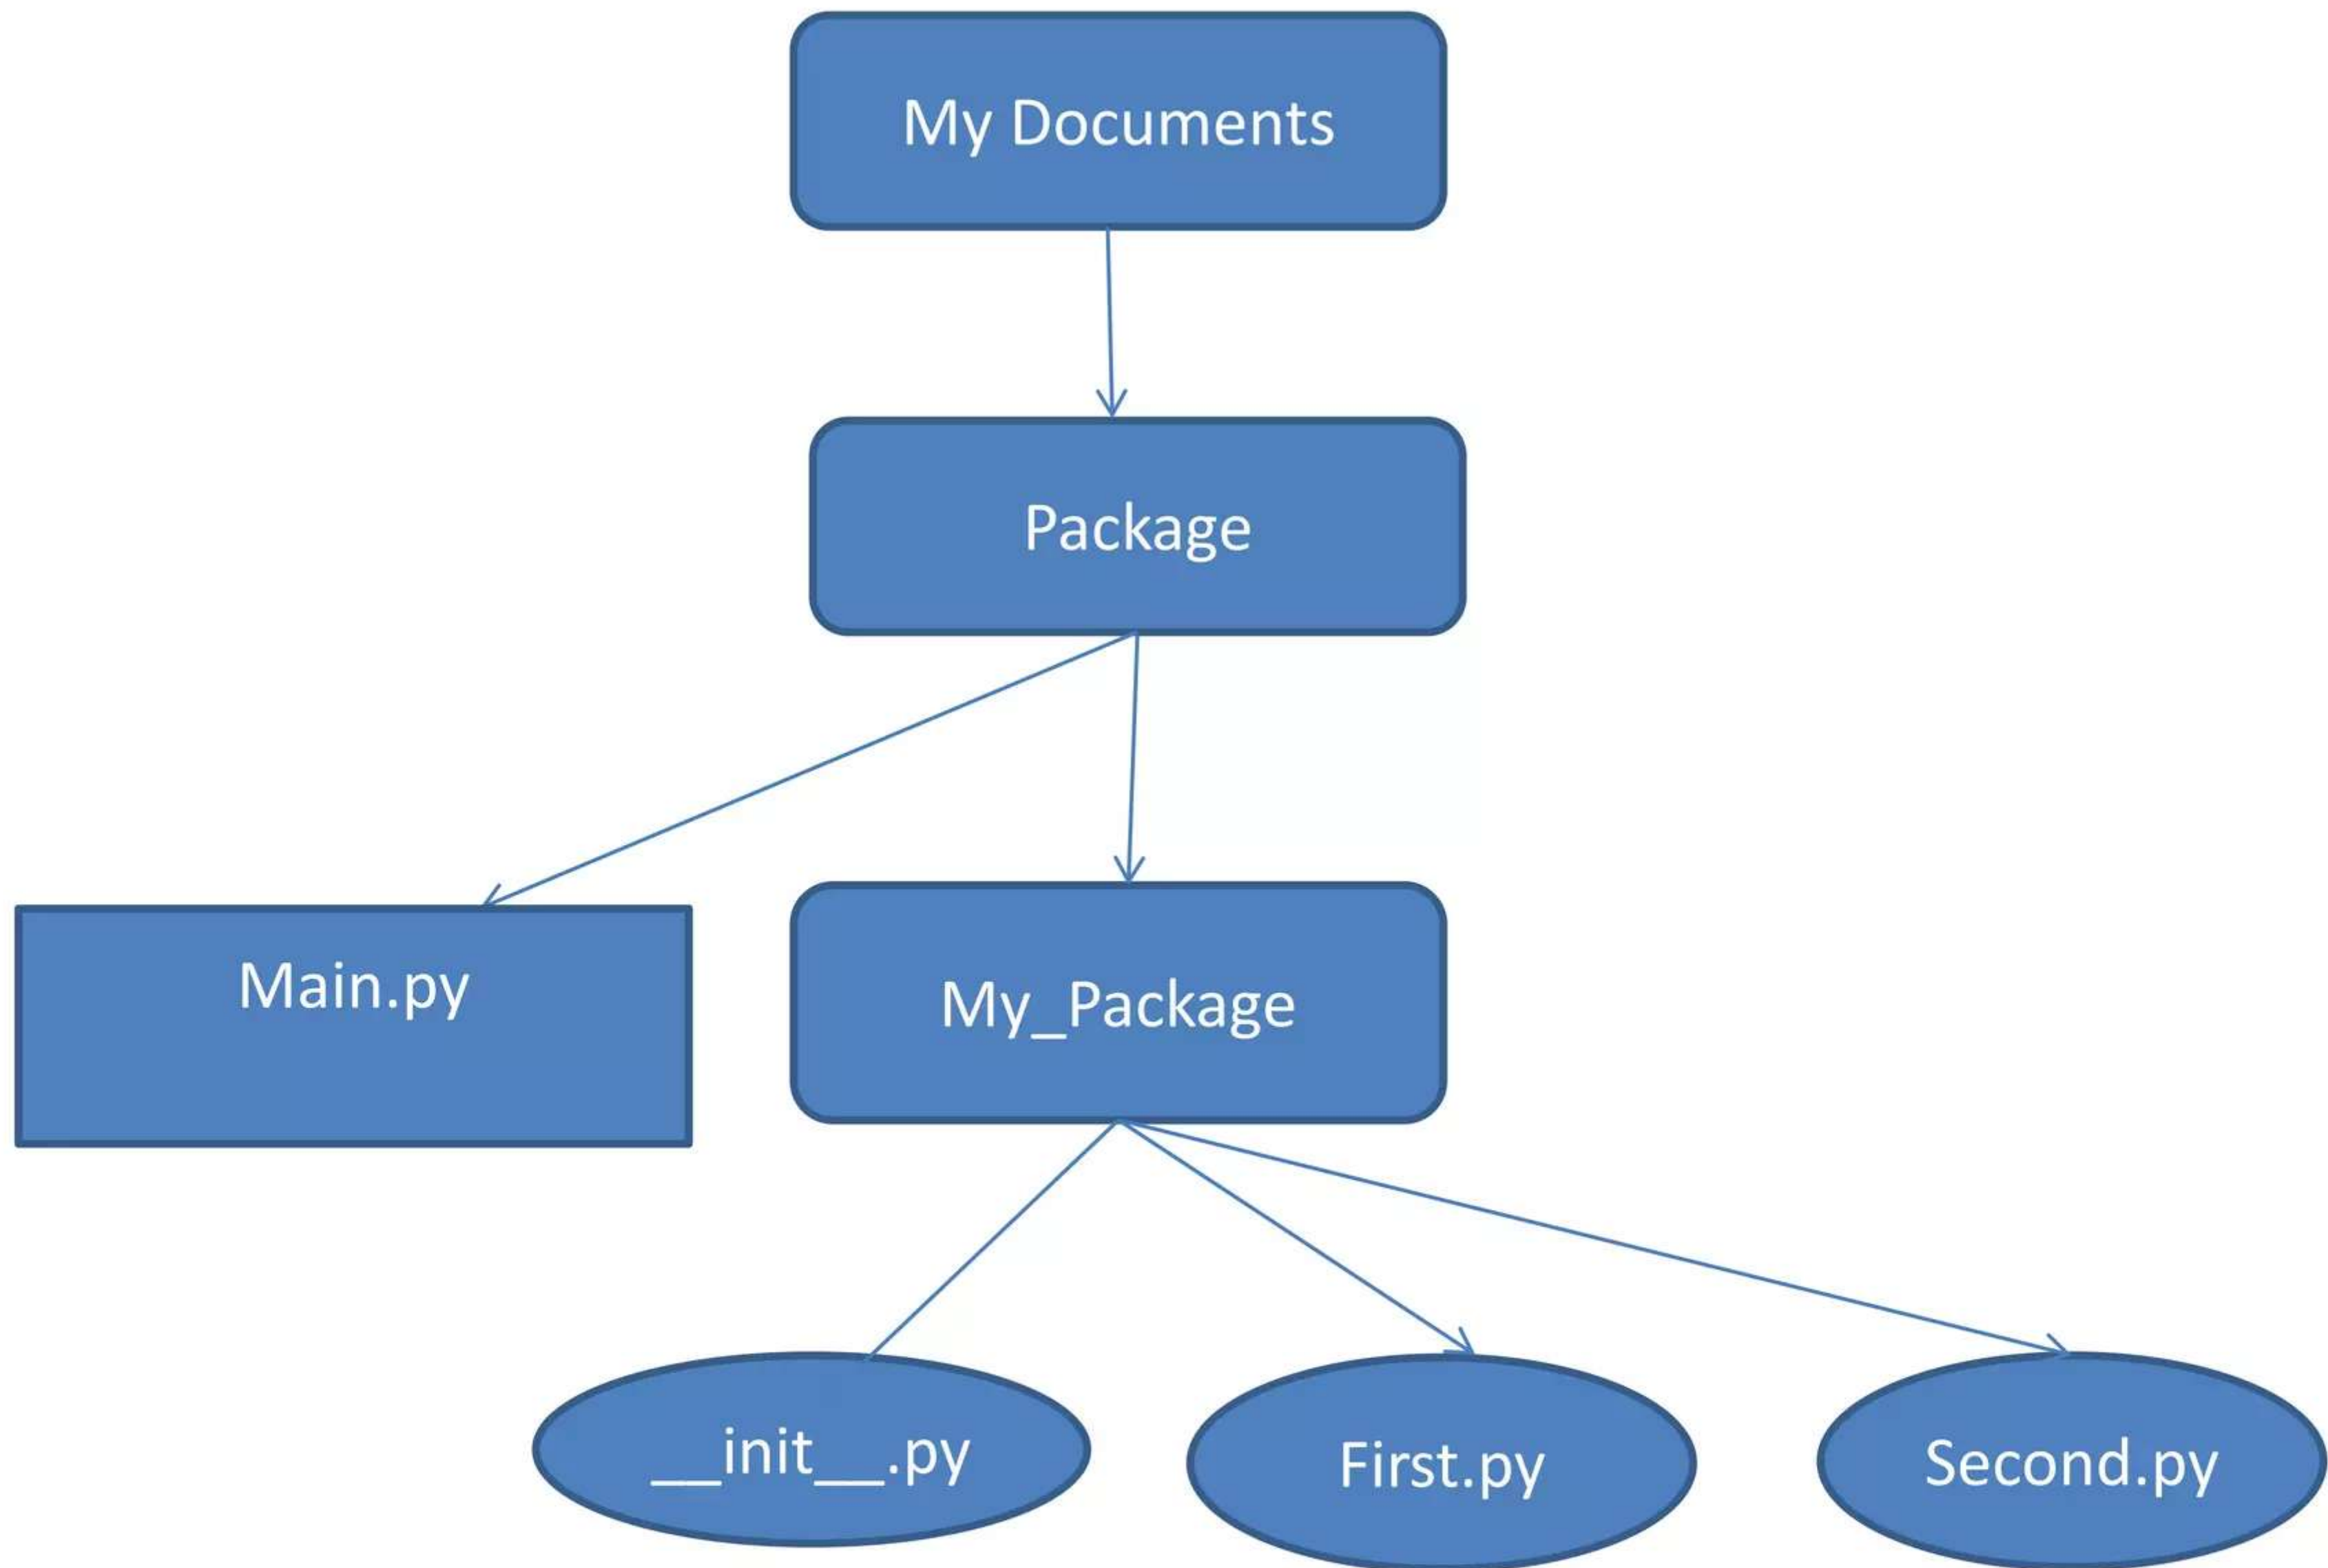 My Documents
Package
Main.py
My_Package
__init__.py
First.py
Second.py